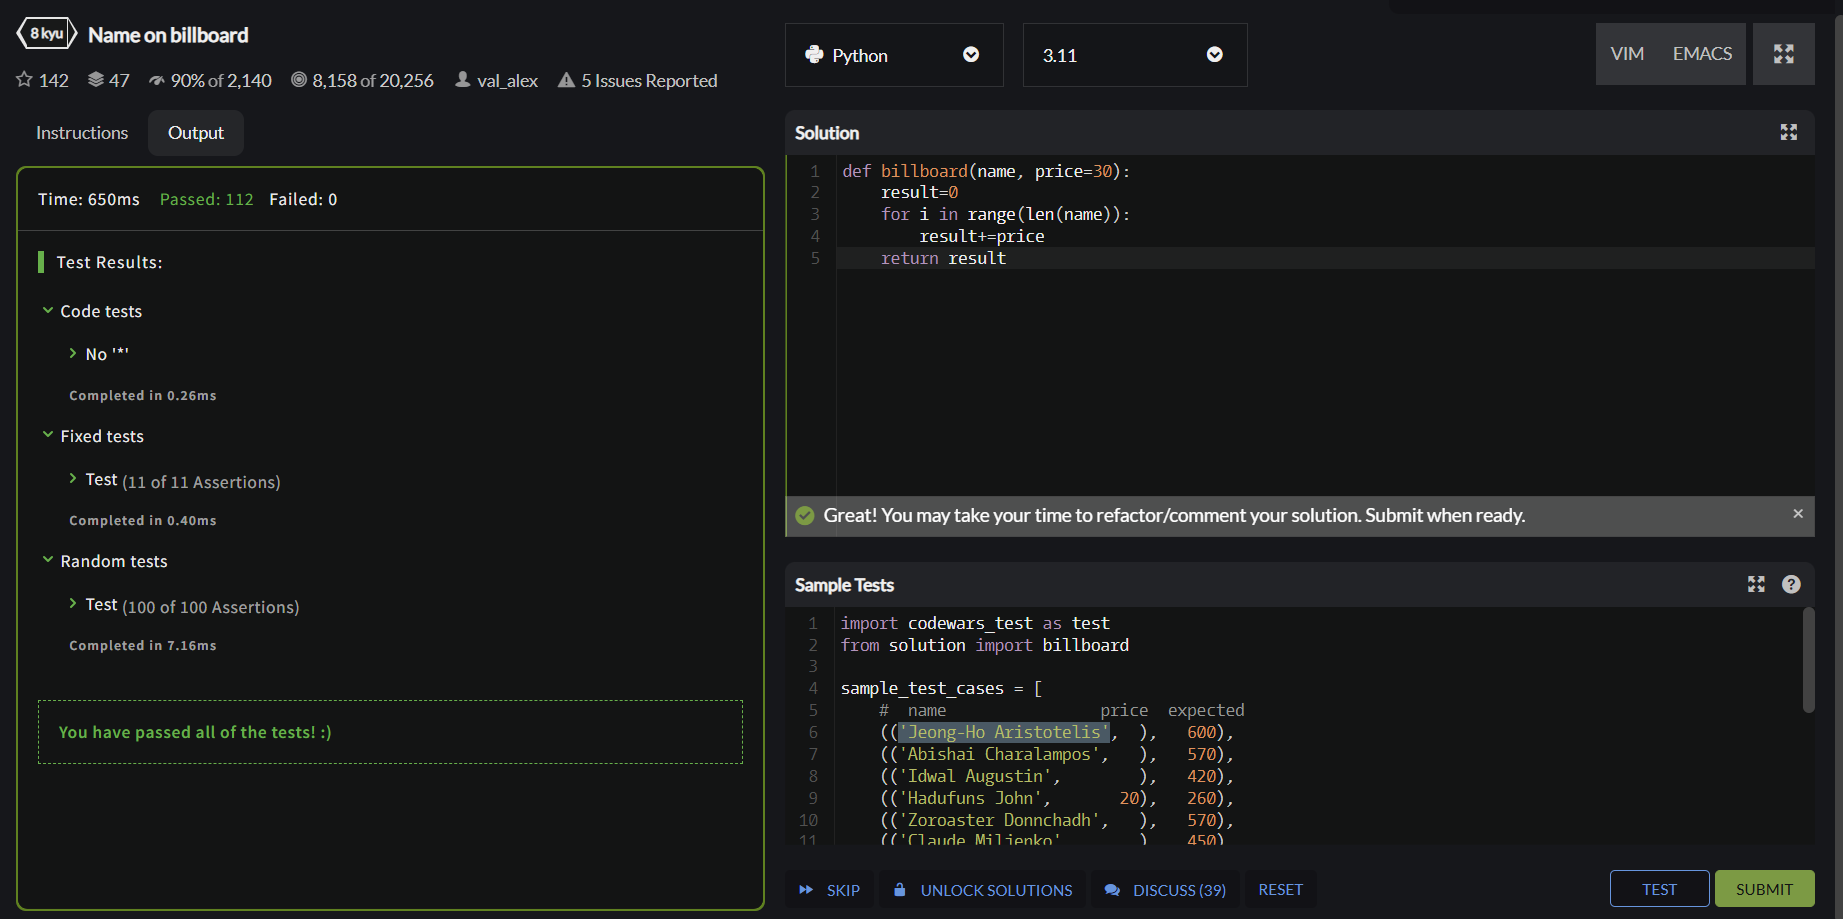 8 kyu Name on billboard
142 47 90% of 2,140 8,158 of 20,256 val_alex 5 Issues Reported
Instructions Output
Time: 650ms Passed: 112 Failed: 0
Test Results:
Code tests
No '*'
Completed in 0.26ms
Fixed tests
Test (11 of 11 Assertions)
Completed in 0.40ms
Random tests
Test (100 of 100 Assertions)
Completed in 7.16ms
You have passed all of the tests! :)
Python 3.11 VIM EMACS
Solution
1 def billboard(name, price=30):
2 result=0
3 for i in range(len(name)):
4 result+=price
5 return result
Great! You may take your time to refactor/comment your solution. Submit when ready. ×
Sample Tests ?
1 import codewars_test as test
2 from solution import billboard
3
4 sample_test_cases = [
5 # name price expected
6 (('Jeong-Ho Aristotelis', ), 600),
7 (('Abishai Charalampos', ), 570),
8 (('Idwal Augustin', ), 420),
9 (('Hadufuns John', 20), 260),
10 (('Zoroaster Donnchadh', ), 570),
11 (('Claude Miljenko' ) 450)
SKIP UNLOCK SOLUTIONS DISCUSS (39) RESET TEST SUBMIT